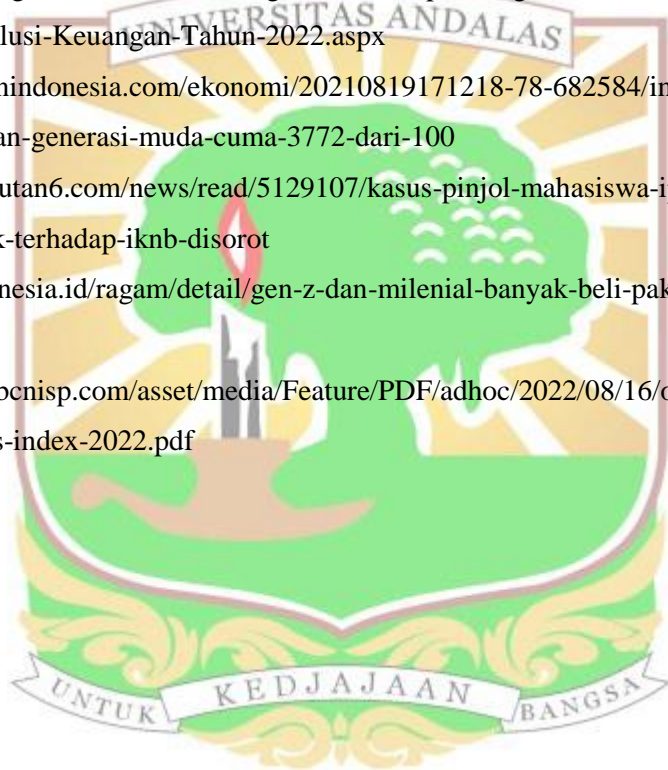 UNIVERSITAS ANDALAS
lusi-Keuangan-Tahun-2022.aspx
nindonesia.com/ekonomi/20210819171218-78-682584/in
an-generasi-muda-cuma-3772-dari-100
utan6.com/news/read/5129107/kasus-pinjol-mahasiswa-i
k-terhadap-iknb-disorot
nesia.id/ragam/detail/gen-z-dan-milenial-banyak-beli-pak
ocnisp.com/asset/media/Feature/PDF/adhoc/2022/08/16/o
s-index-2022.pdf
UNTUK KEDJAJAAN BANGSA